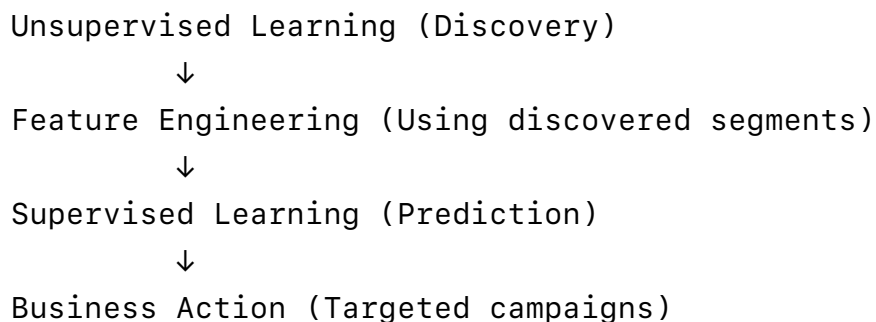 Unsupervised Learning (Discovery)
↓
Feature Engineering (Using discovered segments)
↓
Supervised Learning (Prediction)
↓
Business Action (Targeted campaigns)